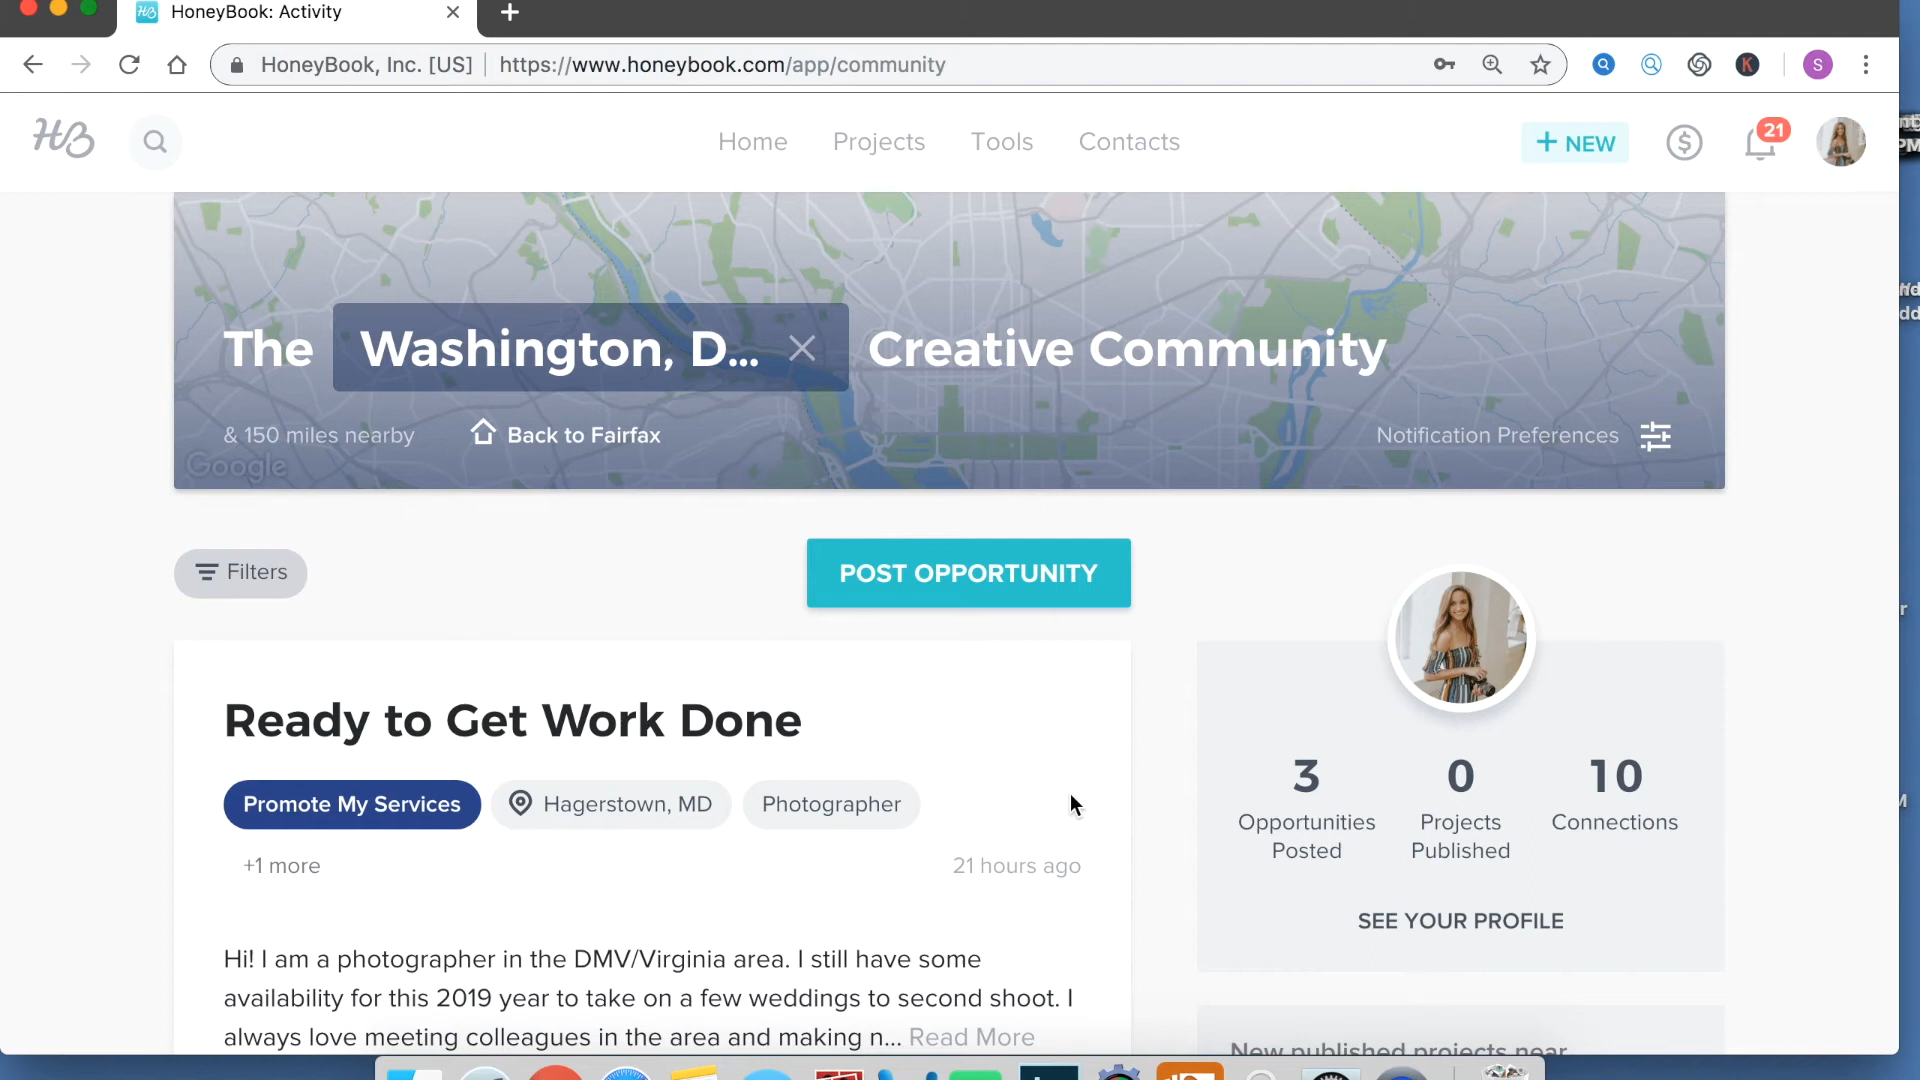 HoneyBook: Activity
HoneyBook, Inc. [US] https://www.honeybook.com/app/community
S
K
HB
Home Projects Tools Contacts
+ NEW
$
21
The Washington, D... Creative Community
& 150 miles nearby Back to Fairfax
Notification Preferences
Google
Filters
POST OPPORTUNITY
Ready to Get Work Done
Promote My Services Hagerstown, MD Photographer
+1 more
21 hours ago
Hi! I am a photographer in the DMV/Virginia area. I still have some
availability for this 2019 year to take on a few weddings to second shoot. I
always love meeting colleagues in the area and making n... Read More
3 0 10
Opportunities Posted
Projects Published
Connections
SEE YOUR PROFILE
New published projects near